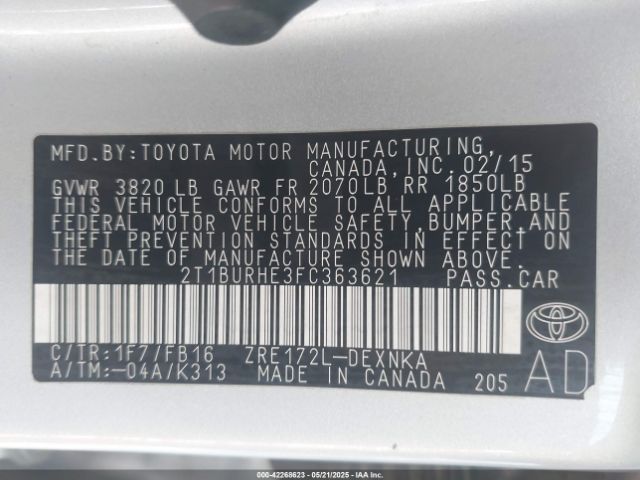 MFD.BY:TOYOTA MOTOR MANUFACTURING,
CANADA, INC. 02/15
GVWR 3820 LB GAWR FR 2070LB RR 1850LB
THIS VEHICLE CONFORMS TO ALL APPLICABLE
FEDERAL MOTOR VEHICLE SAFETY, BUMPER, AND
THEFT PREVENTION STANDARDS IN EFFECT ON
THE DATE OF MANUFACTURE SHOWN ABOVE.
2T1BURHE3FC363621 PASS.CAR
C/TR:1F7/FB16 ZRE172L-DEXNKA
A/TM:-04A/K313 MADE IN CANADA 205
AD
000-42268623 - 05/21/2025 - Copyright © IAA, Inc.